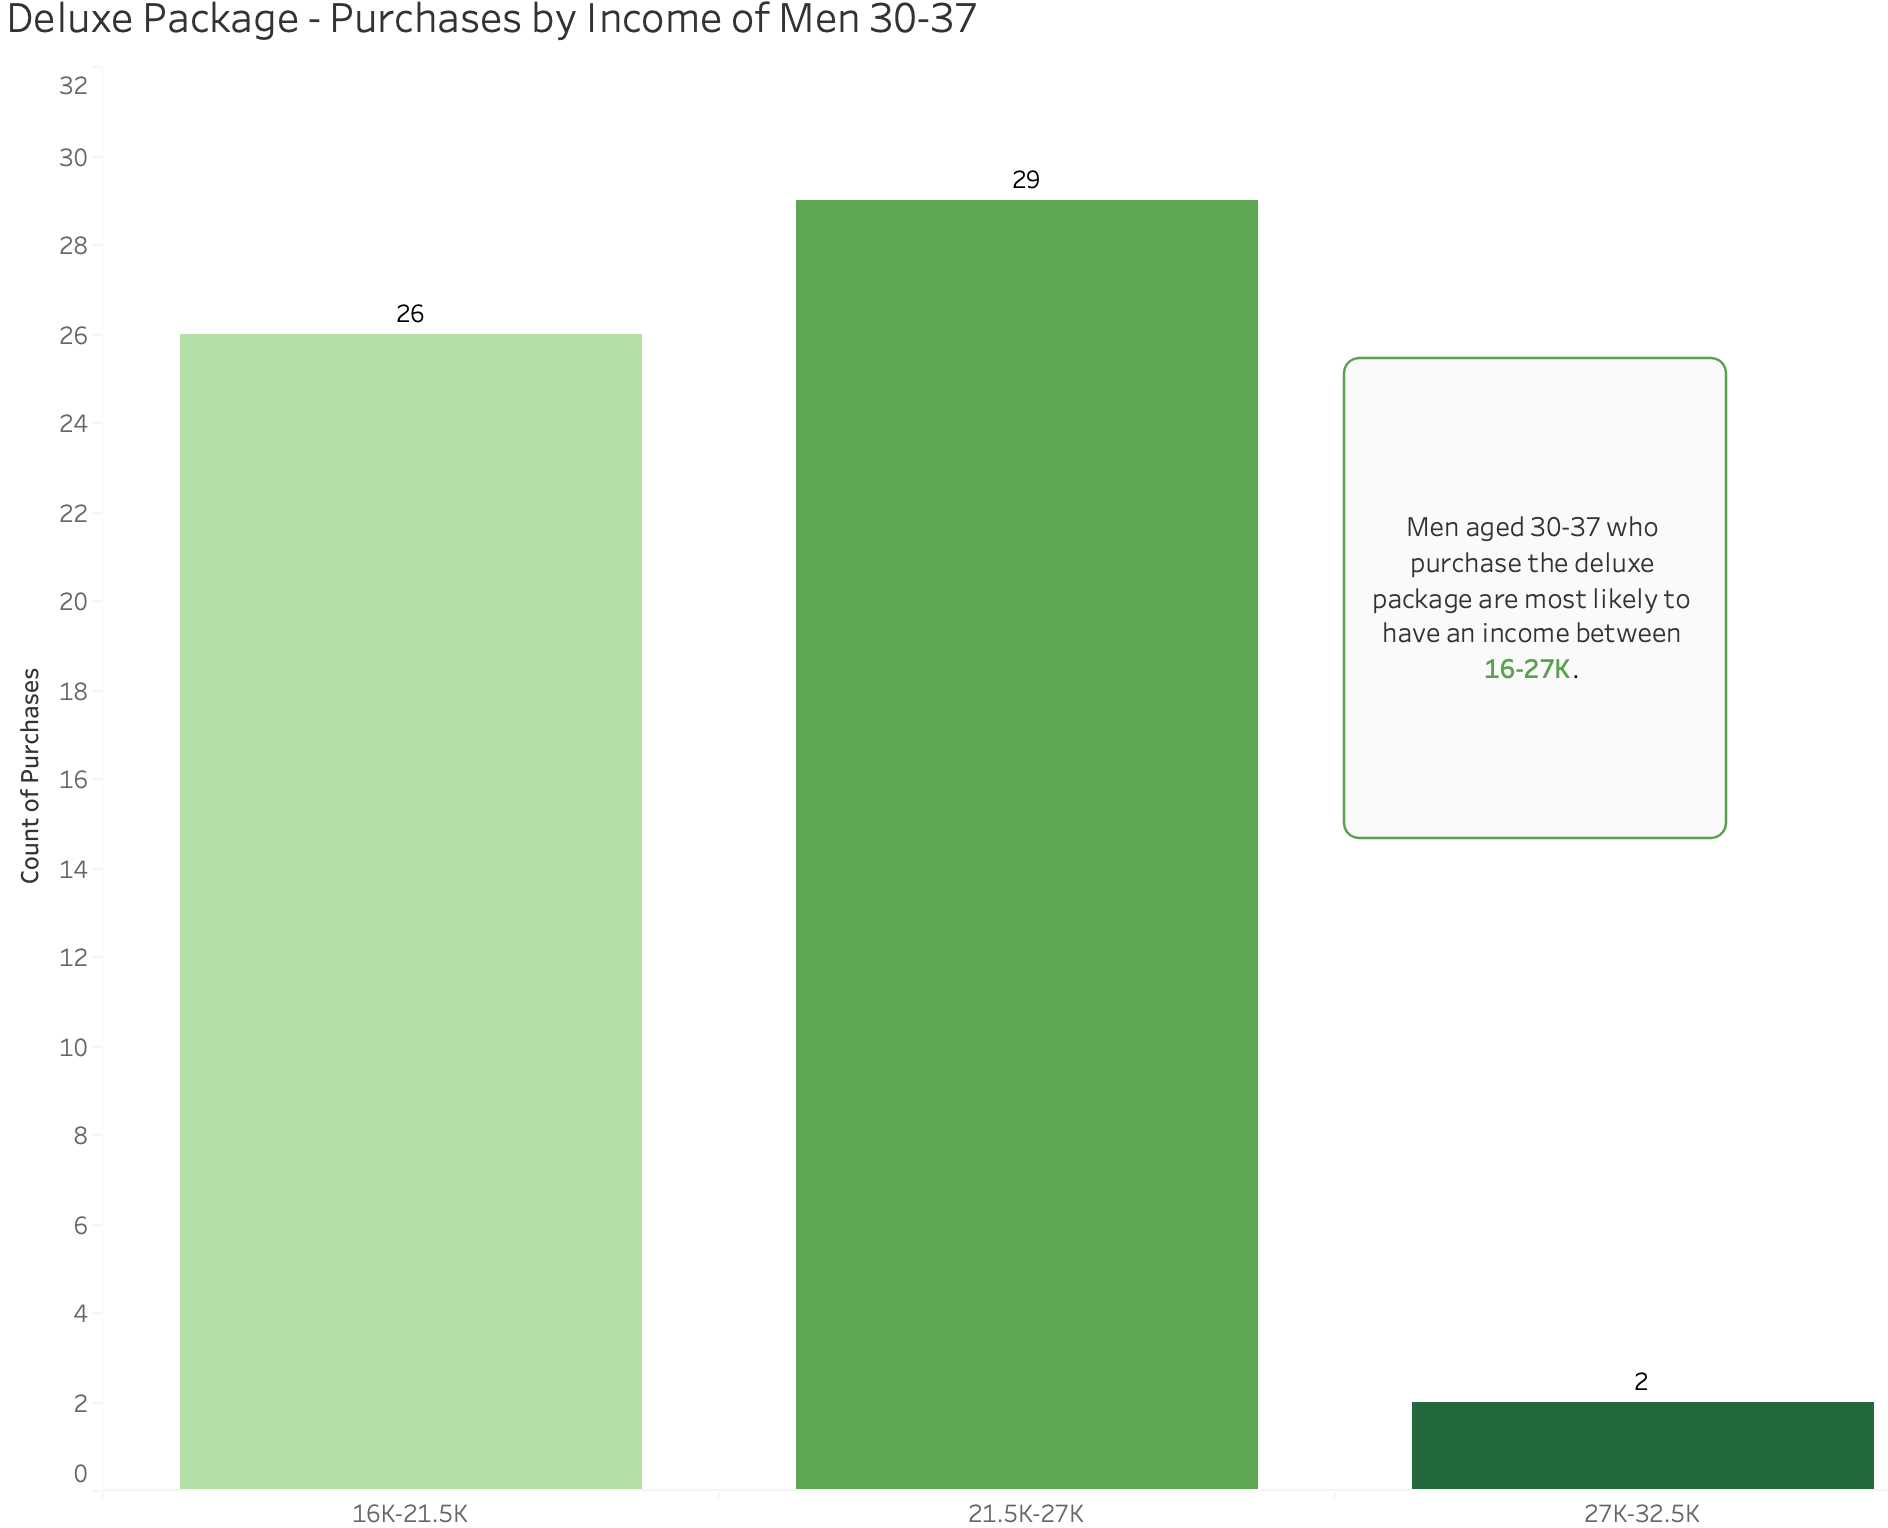 Deluxe Package - Purchases by Income of Men 30-37
32
30
29
28
26
26
24
22
Men aged 30-37 who
purchase the deluxe
package are most likely to
have an income between
16-27K.
20
18
Count of Purchases
16
14
12
10
8
6
4
2
2
0
16K-21.5K
21.5K-27K
27K-32.5K